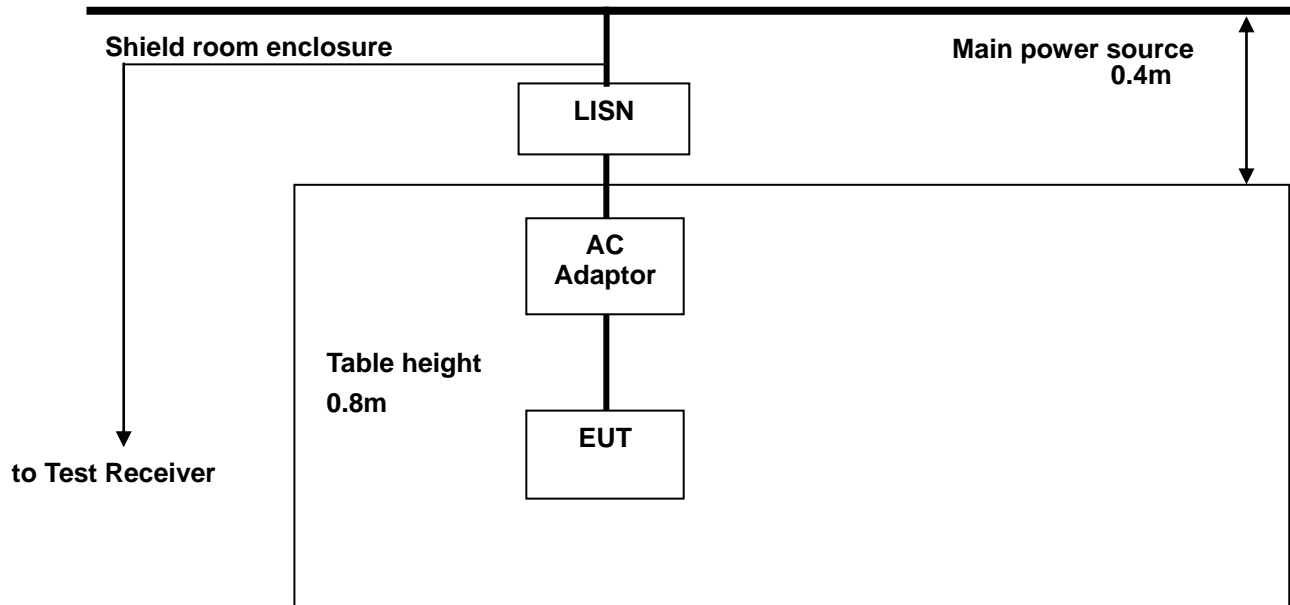 Shield room enclosure
Main power source
0.4m
LISN
AC
Adaptor
Table height
0.8m
EUT
to Test Receiver